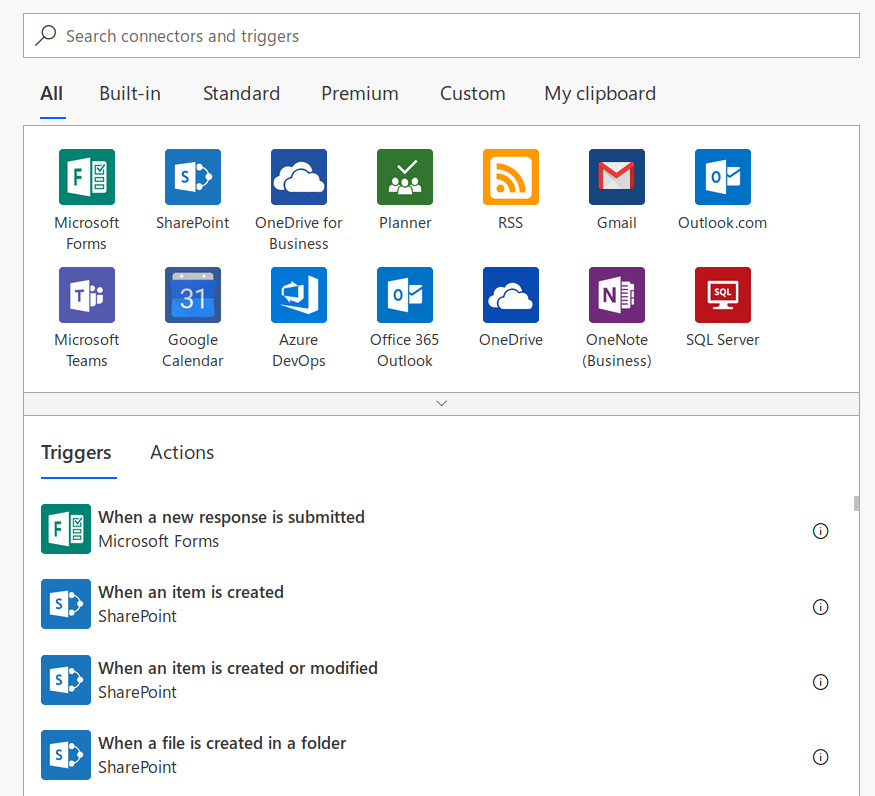 Search connectors and triggers
All Built-in Standard Premium Custom My clipboard
F S O 
Microsoft SharePoint OneDrive for Planner RSS Gmail Outlook.com
Forms Business
T 31 O N SQL
Microsoft Google Azure Office 365 OneDrive OneNote SQL Server
Teams Calendar DevOps Outlook (Business)
Triggers Actions
F When a new response is submitted
Microsoft Forms
S When an item is created
SharePoint
S When an item is created or modified
SharePoint
S When a file is created in a folder
SharePoint